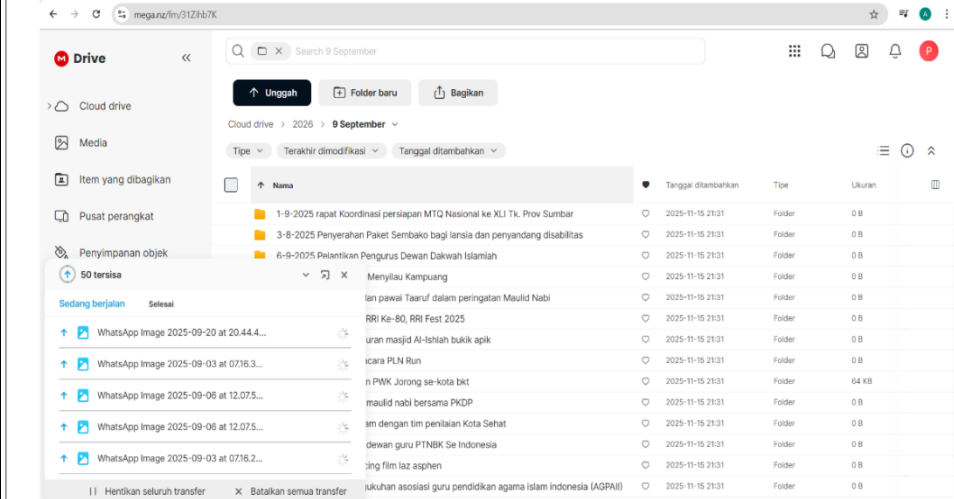 mega.nz/fm/31Zihb7K
A
Drive
Search 9 September
P
Unggah
Folder baru
Bagikan
Cloud drive
Cloud drive > 2026 > 9 September
Media
Tipe
Terakhir dimodifikasi
Tanggal ditambahkan
Item yang dibagikan
Nama
Tanggal ditambahkan
Tipe
Ukuran
Pusat perangkat
1-9-2025 rapat Koordinasi persiapan MTQ Nasional ke XLI Tk. Prov Sumbar 2025-11-15 21:31 Folder 0 B
3-8-2025 Penyerahan Paket Sembako bagi lansia dan penyandang disabilitas 2025-11-15 21:31 Folder 0 B
Penyimpanan objek
6-9-2025 Pelantikan Pengurus Dewan Dakwah Islamiah 2025-11-15 21:31 Folder 0 B
Menyilau Kampuang 2025-11-15 21:31 Folder 0 B
lan pawai Taaruf dalam peringatan Maulid Nabi 2025-11-15 21:31 Folder 0 B
RRI Ke-80, RRI Fest 2025 2025-11-15 21:31 Folder 0 B
uran masjid Al-Ishlah bukik apik 2025-11-15 21:31 Folder 0 B
acara PLN Run 2025-11-15 21:31 Folder 0 B
n PWK Jorong se-kota bkt 2025-11-15 21:31 Folder 64 KB
maulid nabi bersama PKDP 2025-11-15 21:31 Folder 0 B
am dengan tim penilaian Kota Sehat 2025-11-15 21:31 Folder 0 B
dewan guru PTNBK Se Indonesia 2025-11-15 21:31 Folder 0 B
ing film laz asphen 2025-11-15 21:31 Folder 0 B
ukuhan asosiasi guru pendidikan agama islam indonesia (AGPAII) 2025-11-15 21:31 Folder 0 B
50 tersisa
Sedang berjalan
Selesai
WhatsApp Image 2025-09-20 at 20.44.4...
WhatsApp Image 2025-09-03 at 07.16.3...
WhatsApp Image 2025-09-06 at 12.07.5...
WhatsApp Image 2025-09-06 at 12.07.5...
WhatsApp Image 2025-09-03 at 07.16.2...
Hentikan seluruh transfer
Batalkan semua transfer